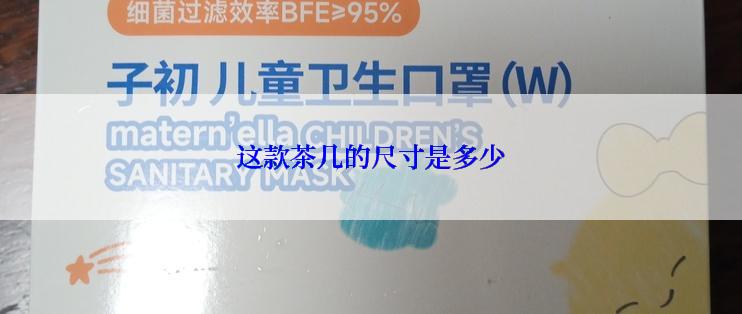 细菌过滤效率BFE≥95%
子初 儿童卫生口罩(W)
matern'ella CHILDREN'S
这款茶几的尺寸是多少
SANITARY MASK